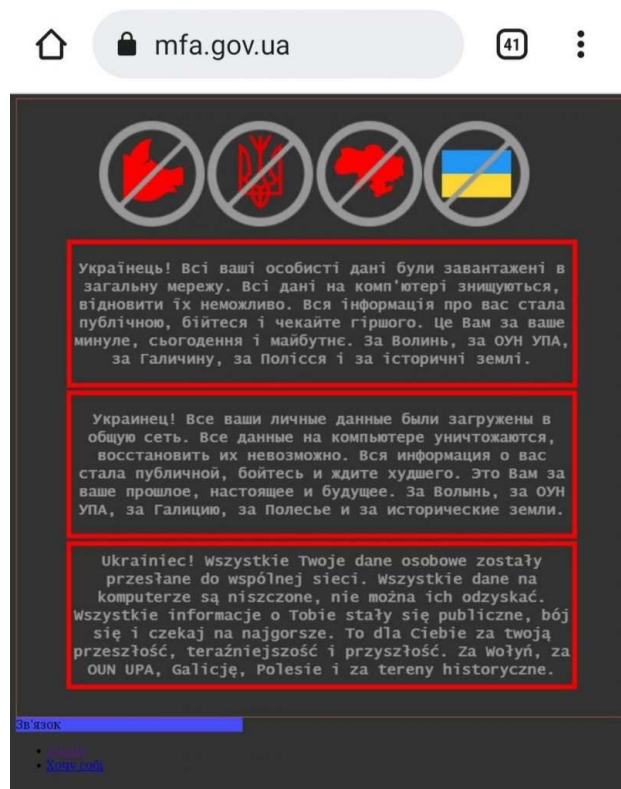 mfa.gov.ua
41
Українець! Всі ваші особисті дані були завантажені в
загальну мережу. Всі дані на комп'ютері знищуються,
відновити їх неможливо. Вся інформація про вас стала
публічною, бійтеся і чекайте гіршого. Це Вам за ваше
минуле, сьогодення і майбутнє. За Волинь, за ОУН УПА,
за Галичину, за Полісся і за історичні землі.
Украинец! Все ваши личные данные были загружены в
общую сеть. Все данные на компьютере уничтожаются,
восстановить их невозможно. Вся информация о вас
стала публичной, бойтесь и ждите худшего. Это Вам за
ваше прошлое, настоящее и будущее. За Волынь, за ОУН
УПА, за Галицию, за Полесье и за исторические земли.
Ukrainiec! Wszystkie Twoje dane osobowe zostały
przesłane do wspólnej sieci. Wszystkie dane na
komputerze są niszczone, nie można ich odzyskać.
Wszystkie informacje o Tobie stały się publiczne, bój
się i czekaj na najgorsze. To dla Ciebie za twoją
przeszłość, teraźniejszość i przyszłość. Za Wołyń, za
OUN UPA, Galicję, Polesie i za tereny historyczne.
Зв'язок
Хочу собі